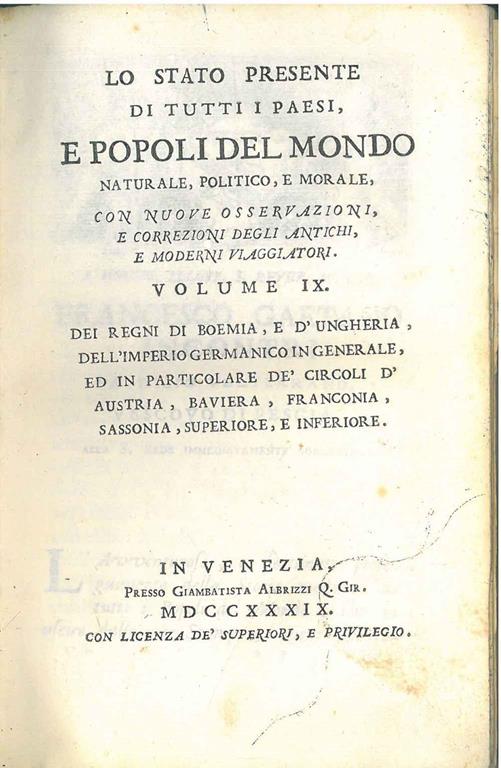 LO STATO PRESENTE
DI TUTTI I PAESI,
E POPOLI DEL MONDO
NATURALE, POLITICO, E MORALE,
CON NUOVE OSSERVAZIONI,
E CORREZIONI DEGLI ANTICHI,
E MODERNI VIAGGIATORI.
VOLUME IX.
DEI REGNI DI BOEMIA, E D'UNGHERIA,
DELL'IMPERIO GERMANICO IN GENERALE,
ED IN PARTICOLARE DE' CIRCOLI D'
AUSTRIA, BAVIERA, FRANCONIA,
SASSONIA, SUPERIORE, E INFERIORE.
IN VENEZIA,
PRESSO GIAMBATISTA ALBRIZZI Q. GIR.
MDCCXXXIX.
CON LICENZA DE' SUPERIORI, E PRIVILEGIO.